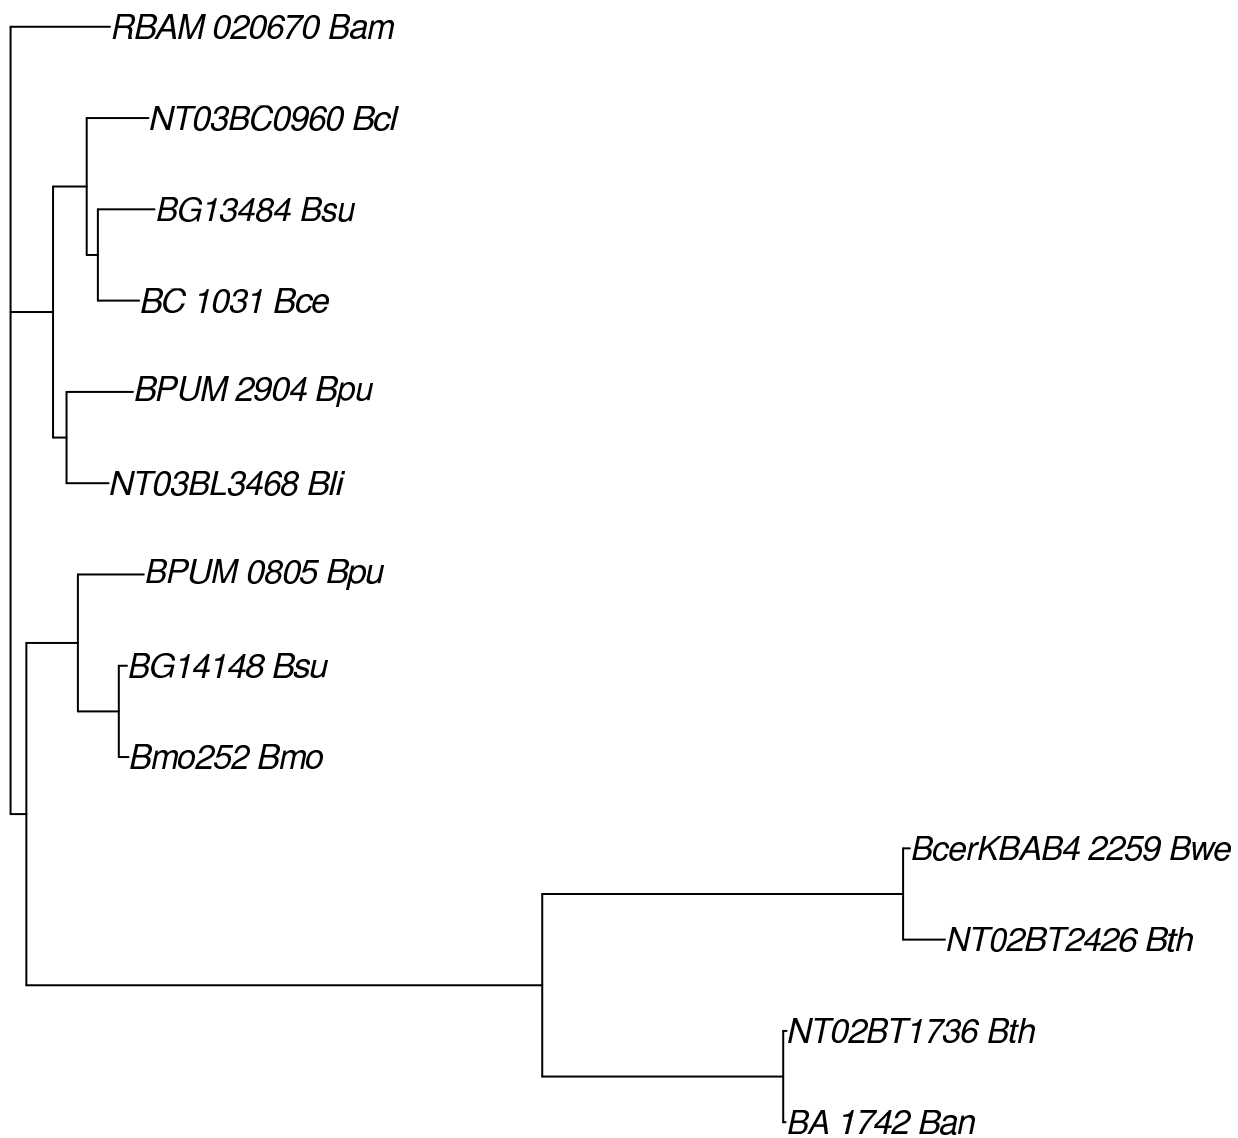 RBAM 020670 Bam
NT03BC0960 Bcl
BG13484 Bsu
BC 1031 Bce
BPUM 2904 Bpu
NT03BL3468 Bli
BPUM 0805 Bpu
BG14148 Bsu
Bmo252 Bmo
BcerKBAB4 2259 Bwe
NT02BT2426 Bth
NT02BT1736 Bth
BA 1742 Ban